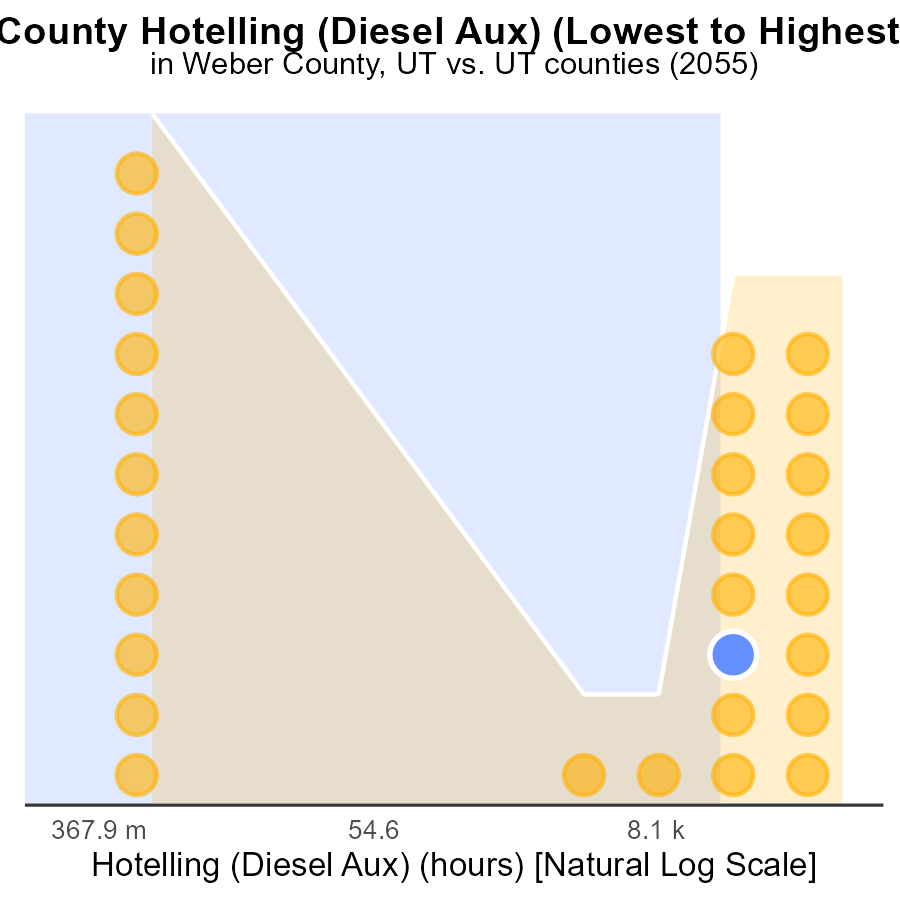 County Hotelling (Diesel Aux) (Lowest to Highest
in Weber County, UT vs. UT counties (2055)
367.9 m 54.6 8.1 k
Hotelling (Diesel Aux) (hours) [Natural Log Scale]